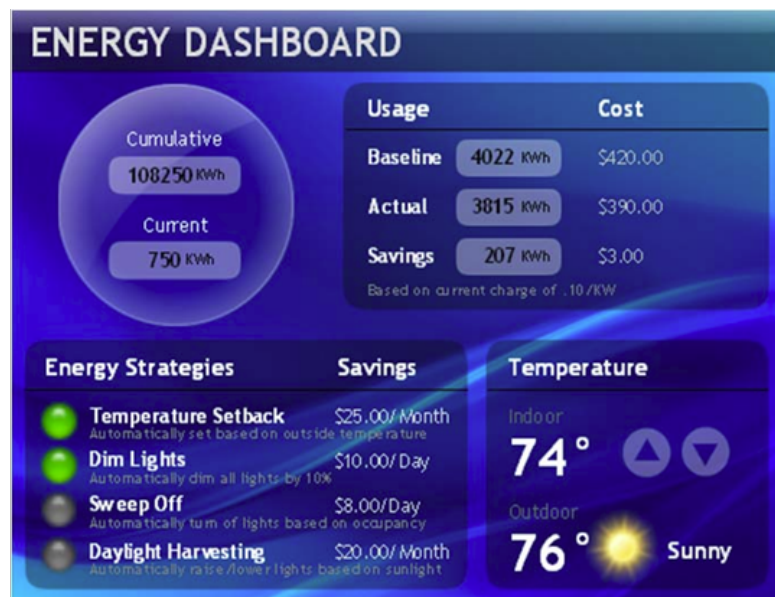 ENERGY DASHBOARD
Cumulative
108250 KWh
Current
750 KWh
Usage Cost
Baseline 4022 KWh $420.00
Actual 3815 KWh $390.00
Savings 207 KWh $3.00
Based on current charge of .10/KW
Energy Strategies Savings
Temperature Setback $25.00/Month
Automatically set based on outside temperature
Dim Lights $10.00/Day
Automatically dim all lights by 10%
Sweep Off $8.00/Day
Automatically turn of lights based on occupancy
Daylight Harvesting $20.00/Month
Automatically raise/lower lights based on sunlight
Temperature
Indoor
74°
Outdoor
76° Sunny